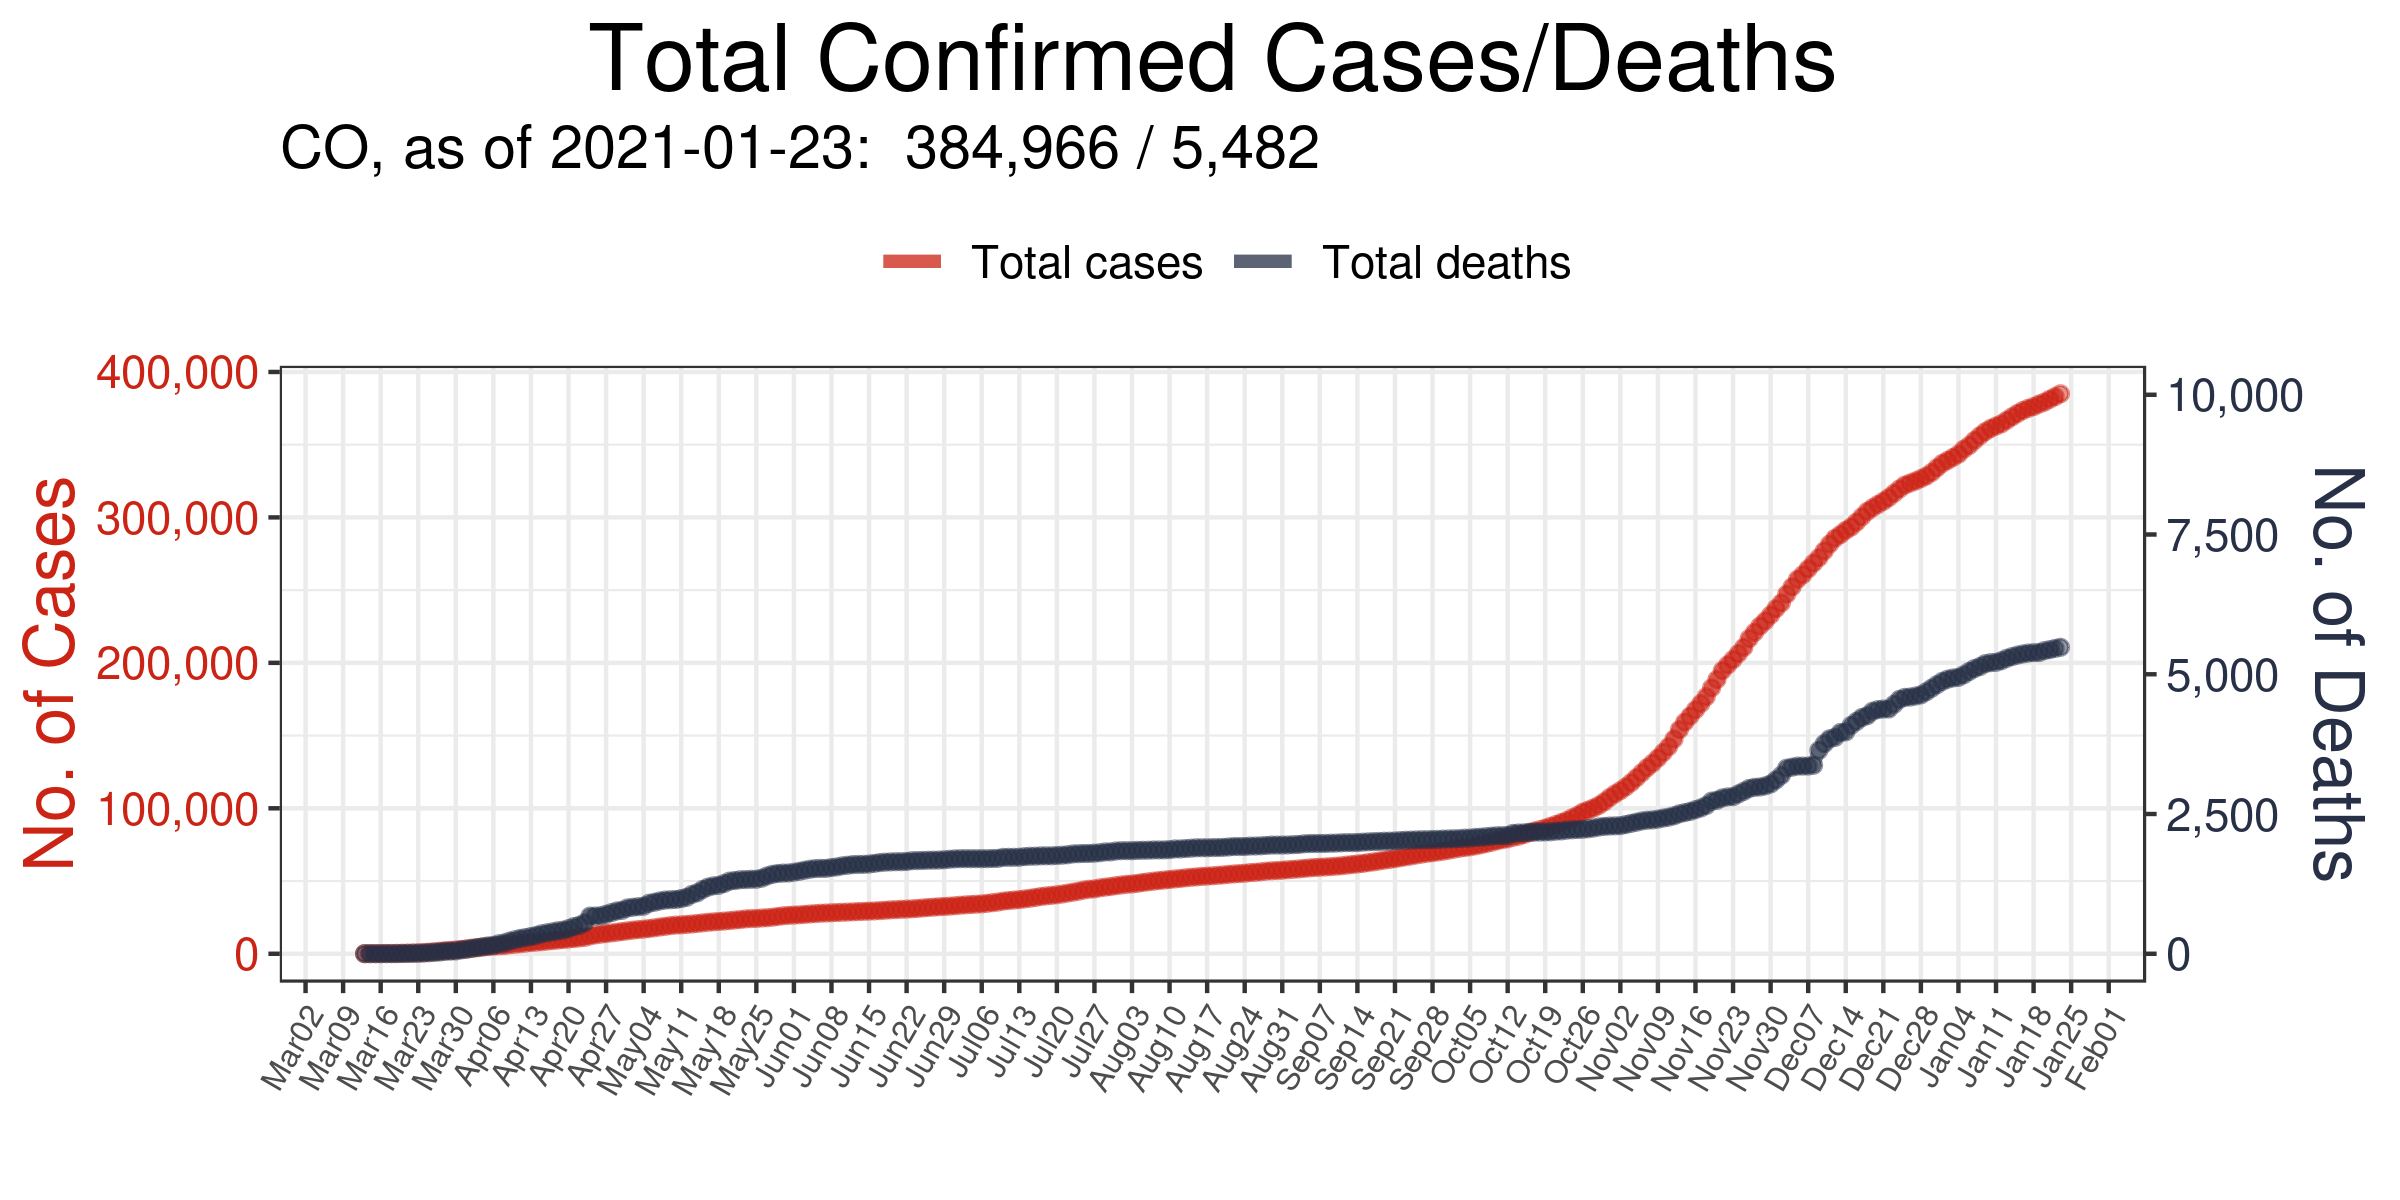 Total Confirmed Cases/Deaths
CO, as of 2021-01-23:  384,966 / 5,482
Total cases
Total deaths
No. of Cases
400,000
300,000
200,000
100,000
0
10,000
7,500
5,000
2,500
0
No. of Deaths
Mar02
Mar09
Mar16
Mar23
Mar30
Apr06
Apr13
Apr20
Apr27
May04
May11
May18
May25
Jun01
Jun08
Jun15
Jun22
Jun29
Jul06
Jul13
Jul20
Jul27
Aug03
Aug10
Aug17
Aug24
Aug31
Sep07
Sep14
Sep21
Sep28
Oct05
Oct12
Oct19
Oct26
Nov02
Nov09
Nov16
Nov23
Nov30
Dec07
Dec14
Dec21
Dec28
Jan04
Jan11
Jan18
Jan25
Feb01